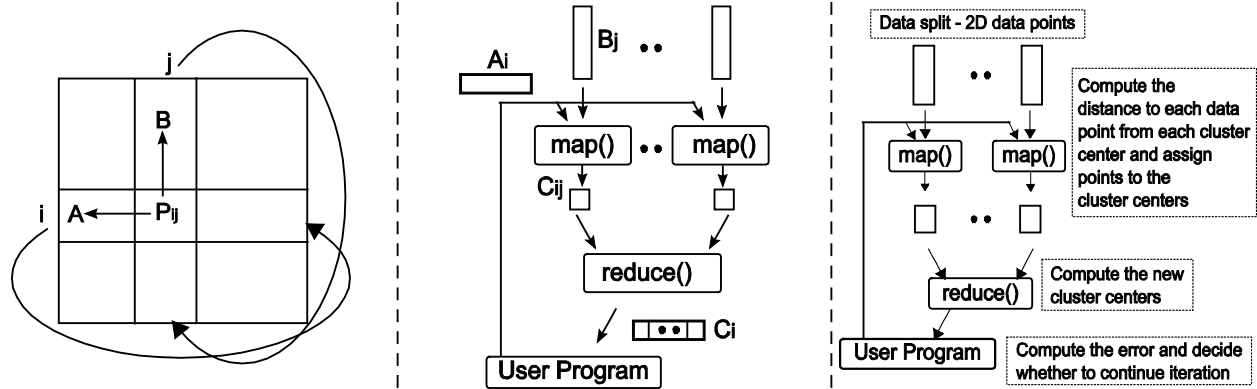 j
B
i
A
Pij
Bj
Ai
map()
map()
Cij
reduce()
Ci
User Program
Data split - 2D data points
Compute the
distance to each data
point from each cluster
center and assign
points to the
cluster centers
map()
map()
reduce()
Compute the new
cluster centers
User Program
Compute the error and decide
whether to continue iteration